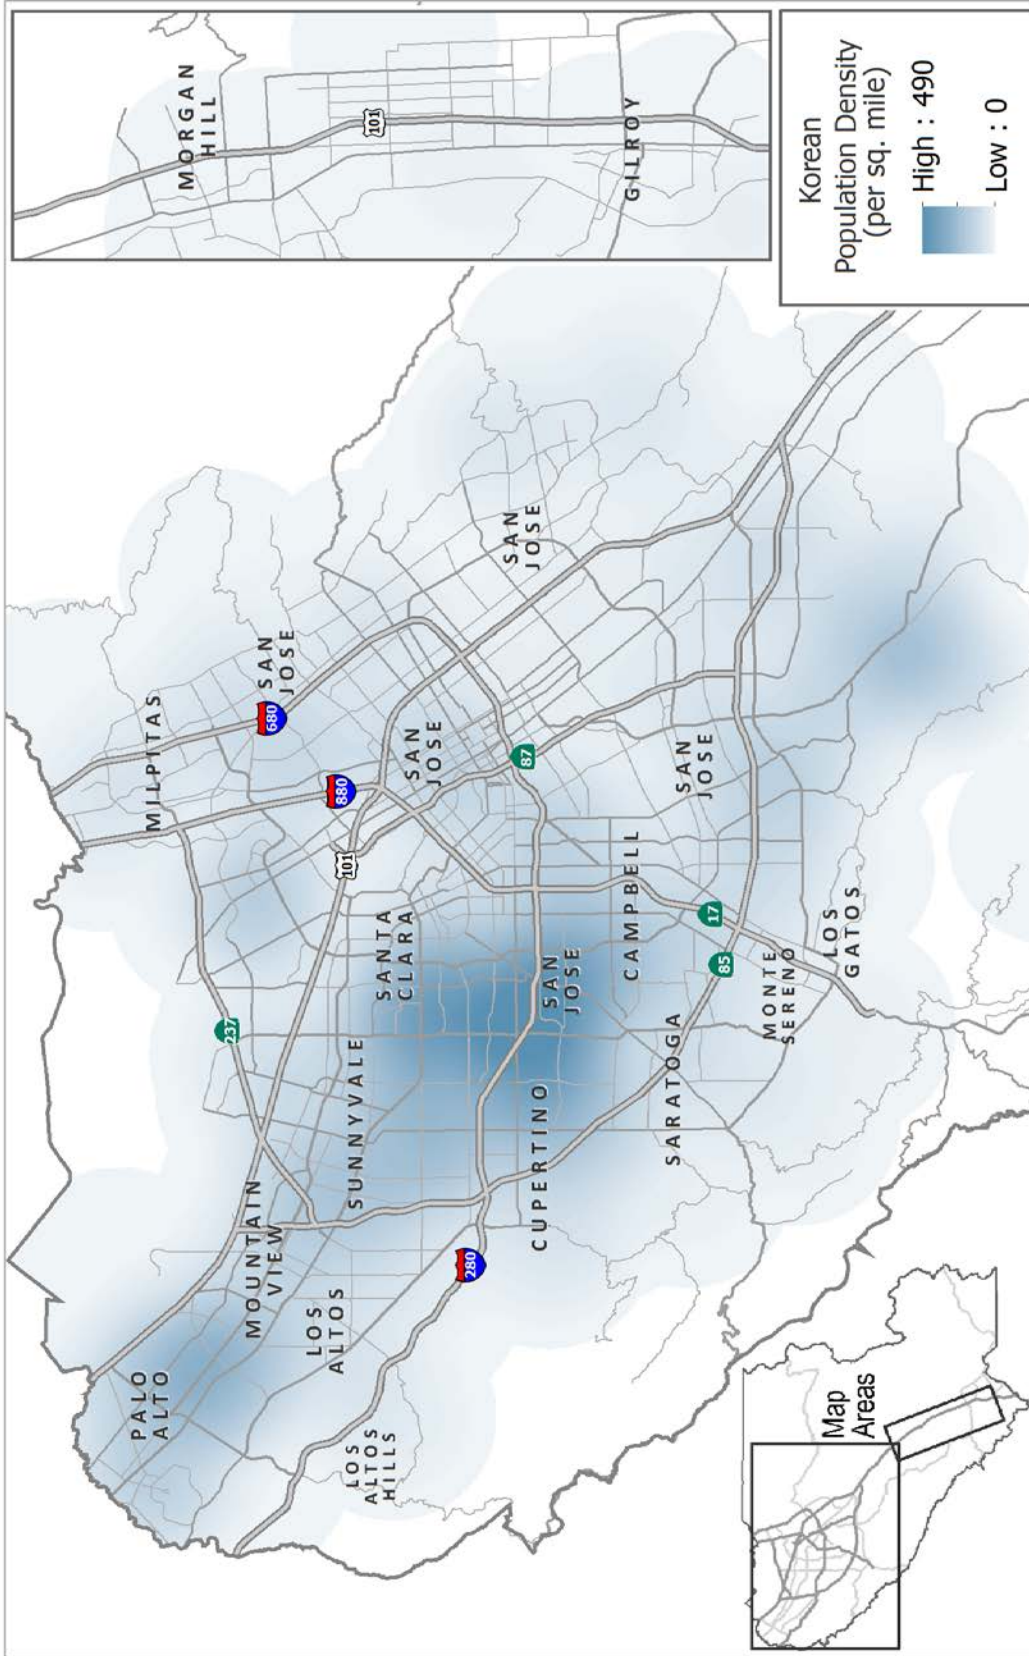 PALO
ALTO
MOUNTAIN
VIEW
LOS
ALTOS
LOS
ALTOS
HILLS
237
SUNNYVALE
280
CUPERTINO
SANTA
CLARA
101
MILPITAS
880
680
SAN
JOSE
SAN
JOSE
87
SAN
JOSE
SAN
JOSE
CAMPBELL
SARATOGA
85
17
SAN
JOSE
MONTE
SERENO
LOS
GATOS
MORGAN
HILL
101
GILROY
Map
Areas
Korean
Population Density
(per sq. mile)
High : 490
Low : 0